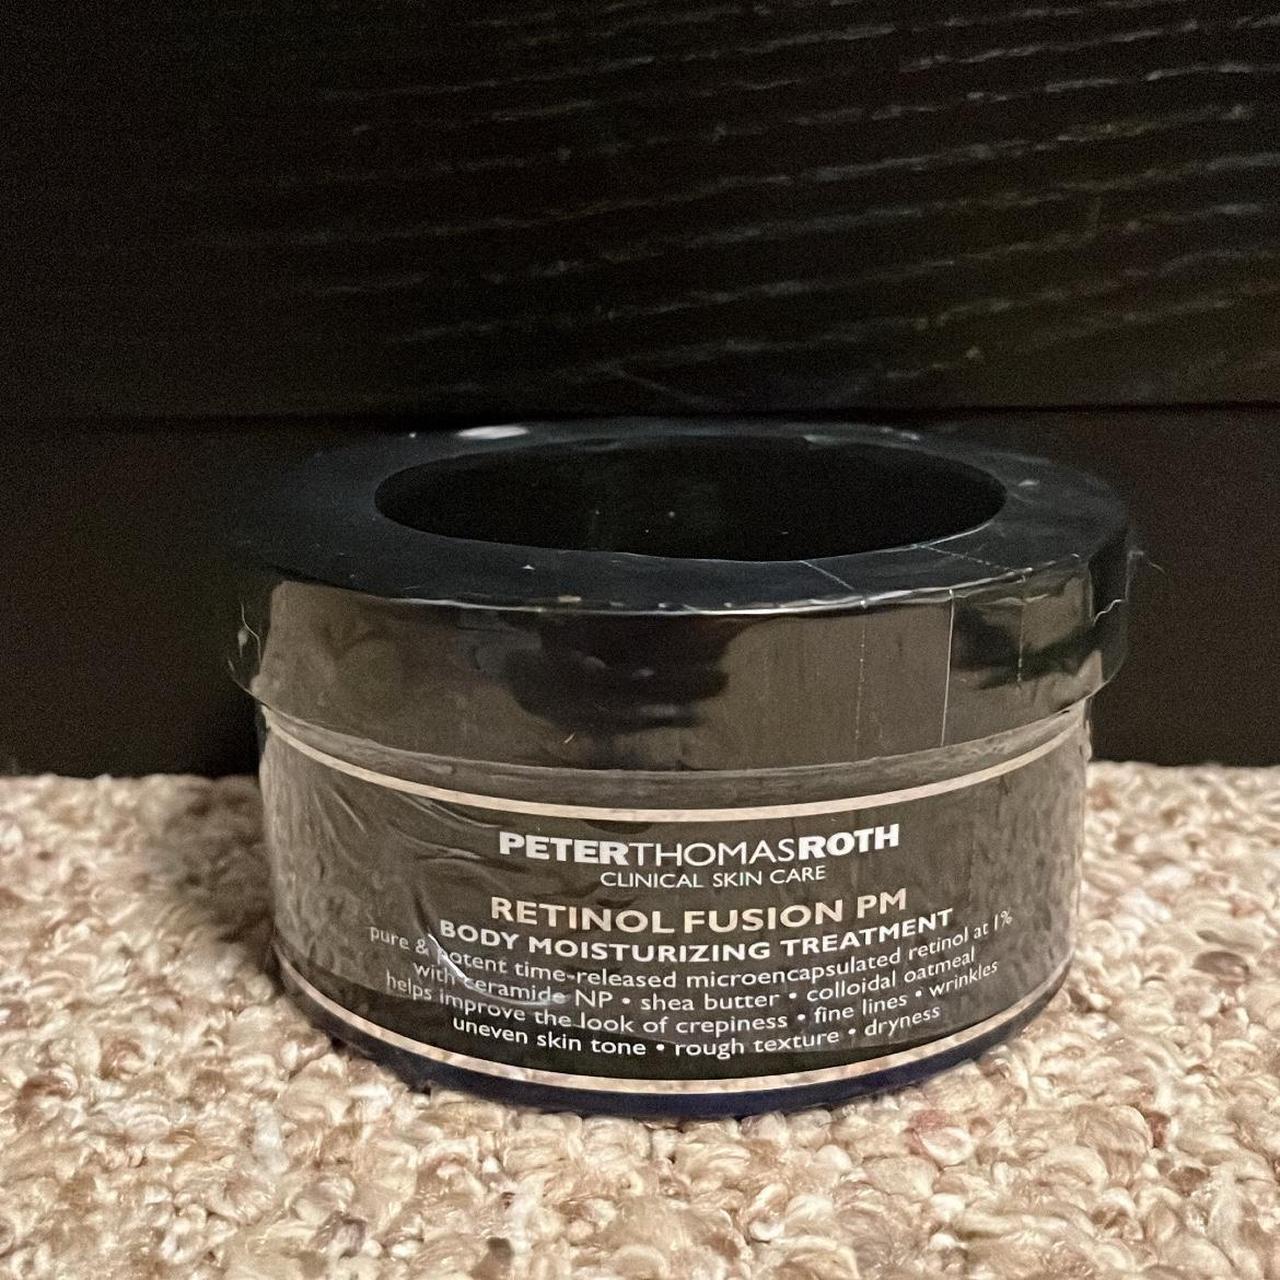 PETERTHOMASROTH
CLINICAL SKIN CARE
RETINOL FUSION PM
BODY MOISTURIZING TREATMENT
pure & potent time-released microencapsulated retinol at 1%
with ceramide NP • shea butter • colloidal oatmeal
helps improve the look of crepiness • fine lines • wrinkles
uneven skin tone • rough texture • dryness